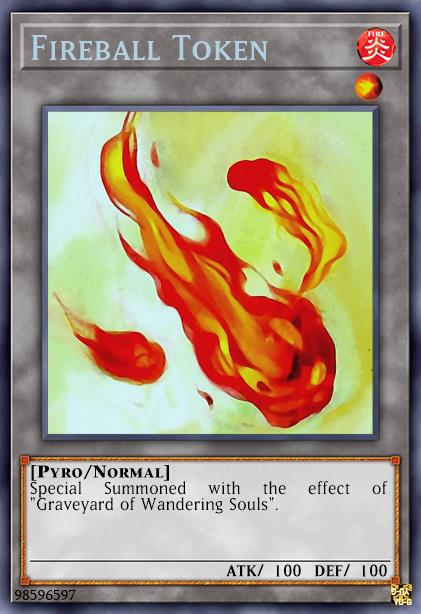 Fireball Token
FIRE
炎
[Pyro/Normal]
Special Summoned with the effect of
"Graveyard of Wandering Souls".
ATK/ 100 DEF/ 100
98596597